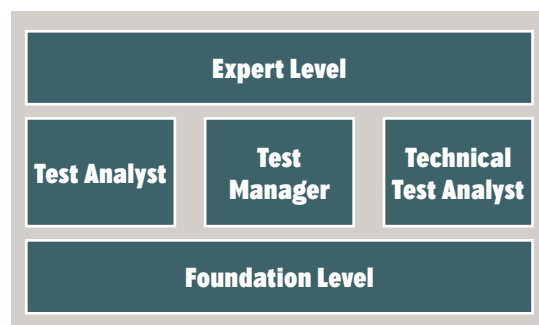 Expert Level
Test Analyst
Test
Manager
Technical
Test Analyst
Foundation Level